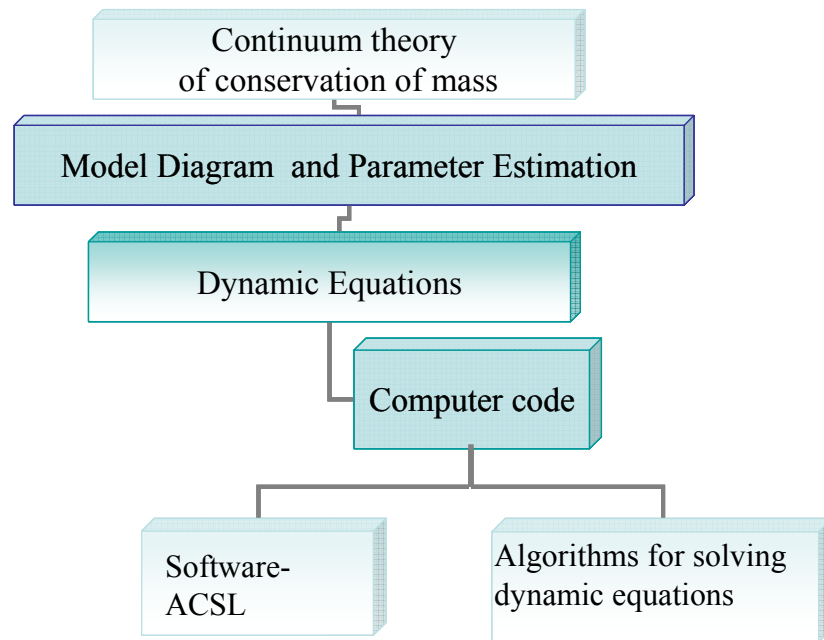 Continuum theory
of conservation of mass
Model Diagram and Parameter Estimation
Dynamic Equations
Computer code
Software-
ACSL
Algorithms for solving
dynamic equations